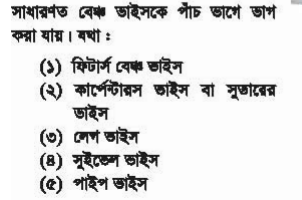 সাধারণত বেঞ্চ ভাইসকে পাঁচ ভাগে ভাগ
করা যায়। যথা :
(১) ফিটার্স বেঞ্চ ভাইস
(২) কার্পেন্টারস ভাইস বা সুতারের
ভাইস
(৩) লেগ ভাইস
(৪) সুইভেল ভাইস
(৫) পাইপ ভাইস